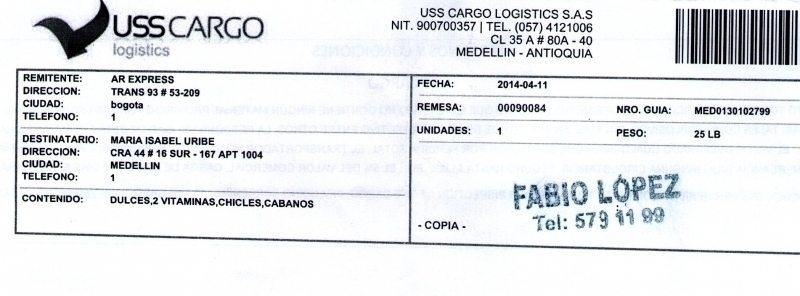 USSCARGO
logistics
USS CARGO LOGISTICS S.A.S
NIT. 900700357 | TEL. (057) 4121006
CL 35 A # 80A - 40
MEDELLIN - ANTIOQUIA
REMITENTE: AR EXPRESS
DIRECCION: TRANS 93 # 53-209
CIUDAD: bogota
TELEFONO: 1
DESTINATARIO: MARIA ISABEL URIBE
DIRECCION: CRA 44 # 16 SUR - 167 APT 1004
CIUDAD: MEDELLIN
TELEFONO: 1
CONTENIDO: DULCES,2 VITAMINAS,CHICLES,CABANOS
FECHA: 2014-04-11
REMESA: 00090084 NRO. GUIA: MED0130102799
UNIDADES: 1 PESO: 25 LB
FABIO LÓPEZ
Tel: 579 11 99
- COPIA -